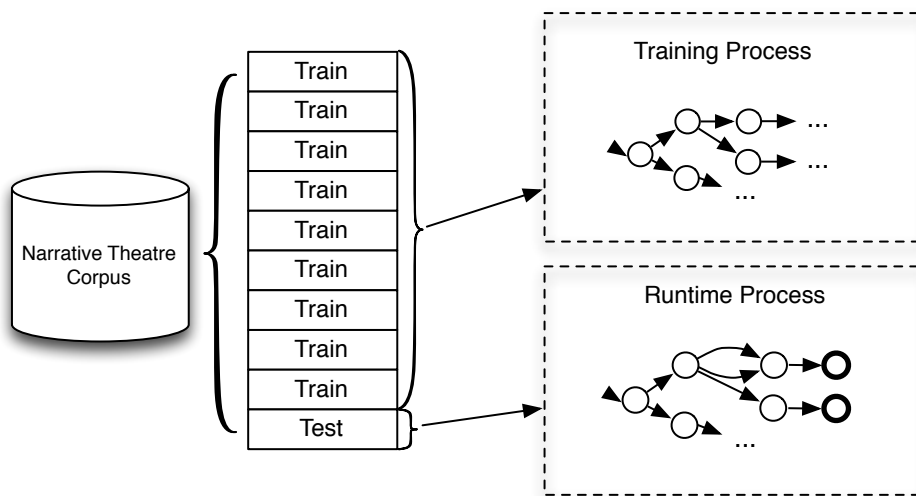 Narrative Theatre
Corpus
Train
Train
Train
Train
Train
Train
Train
Train
Train
Test
Training Process
...
...
...
Runtime Process
...